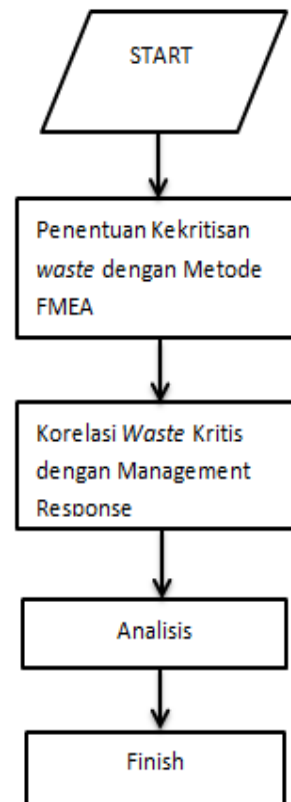 START
Penentuan Kekritisan
waste dengan Metode
FMEA
Korelasi Waste Kritis
dengan Management
Response
Analisis
Finish